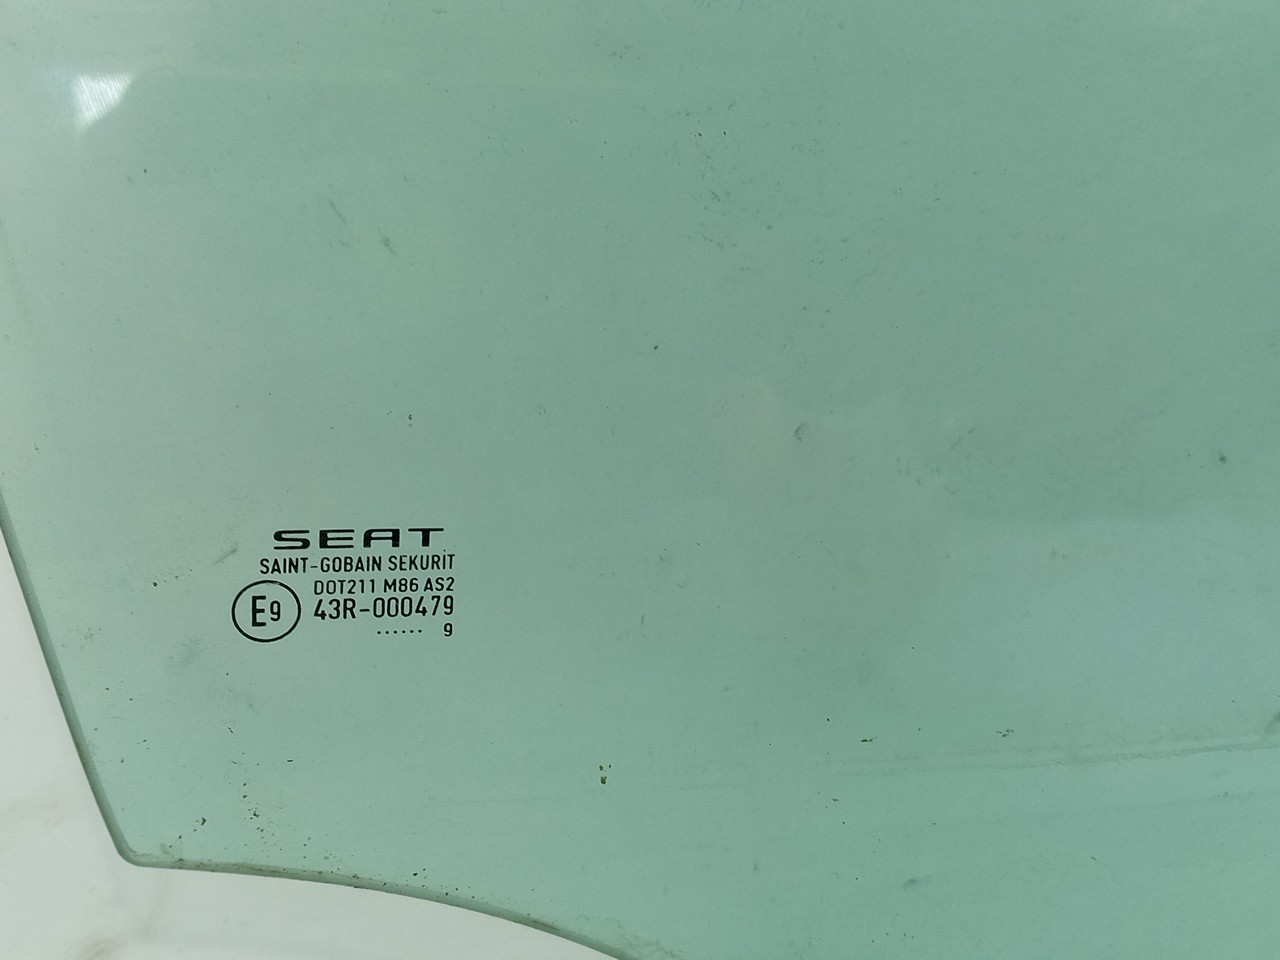 SEAT
SAINT-GOBAIN SEKURIT
DOT211 M86 AS2
E9 43R-000479
...... 9